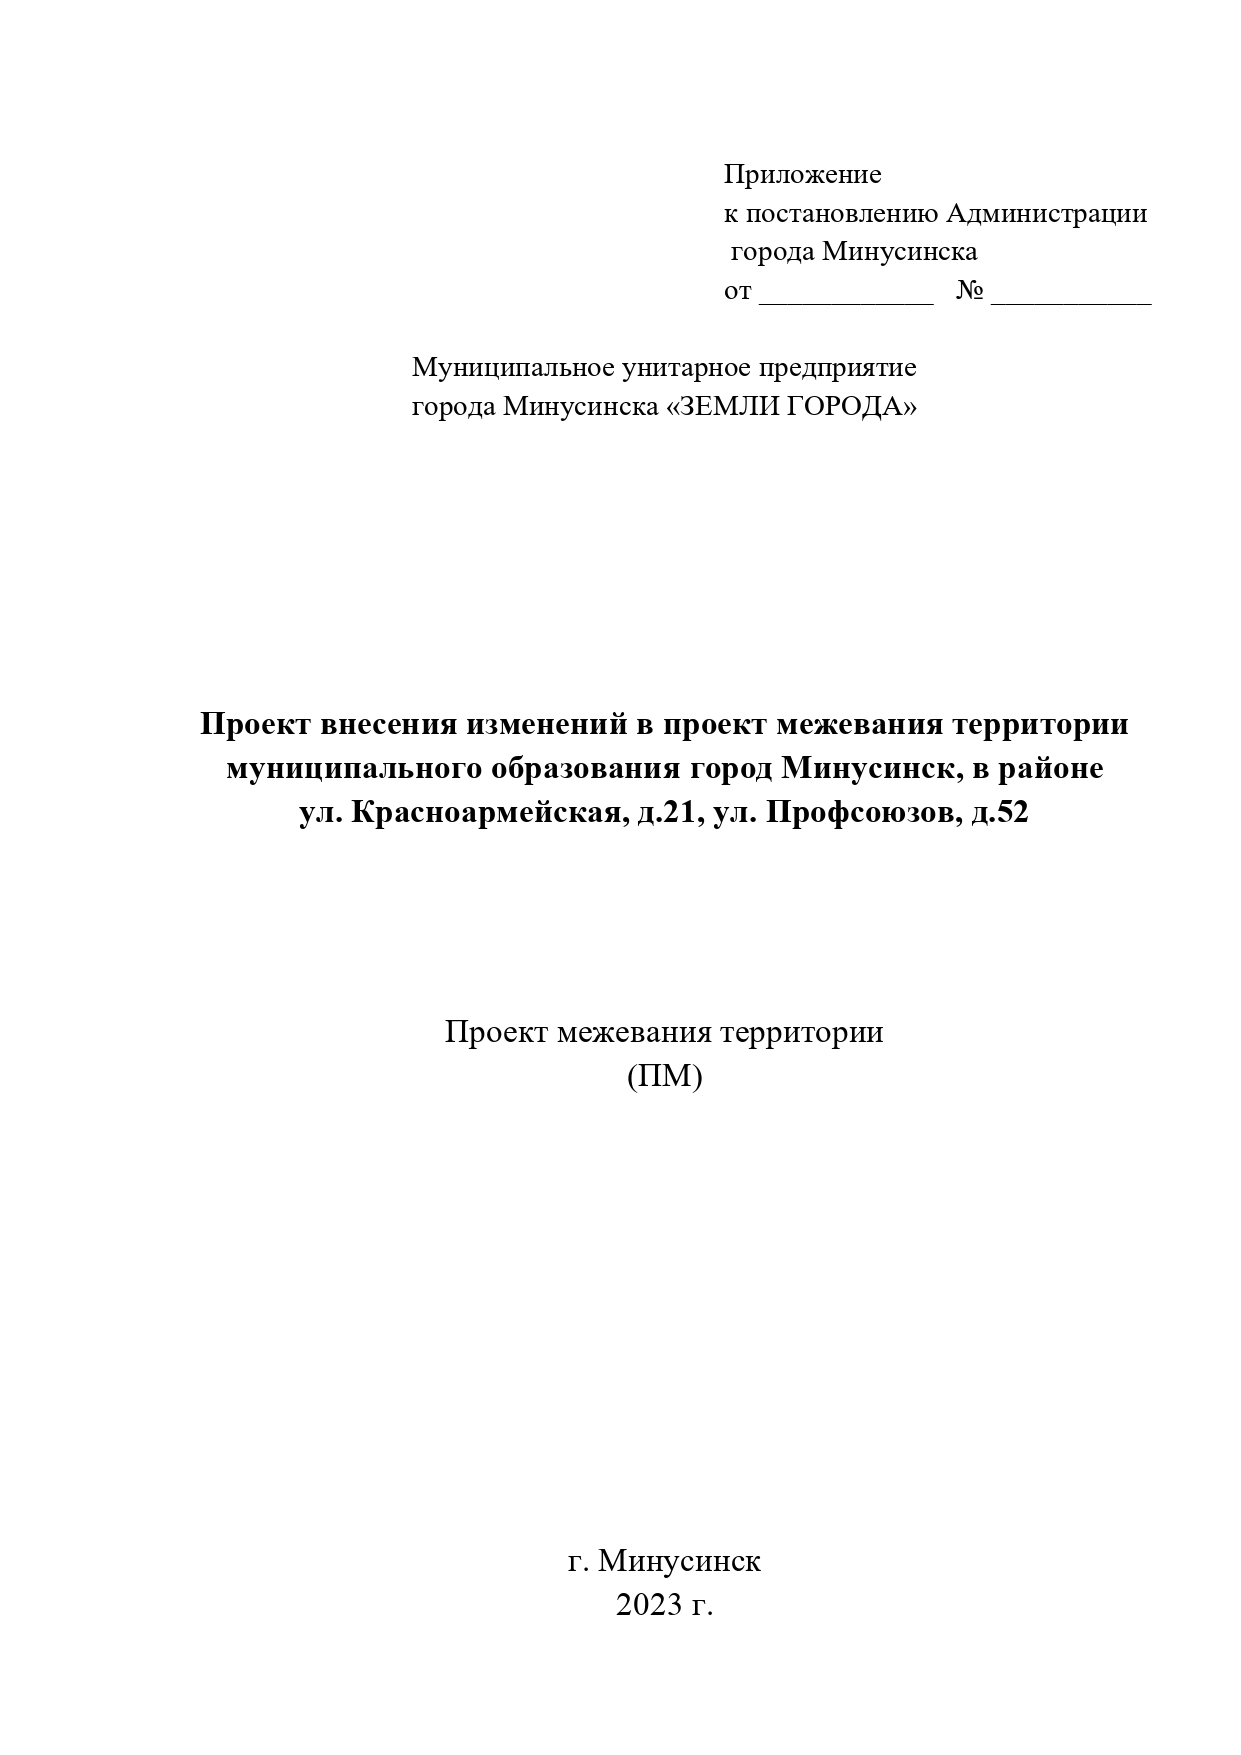 Приложение
к постановлению Администрации
города Минусинска
от ____________ № ___________
Муниципальное унитарное предприятие
города Минусинска «ЗЕМЛИ ГОРОДА»
Проект внесения изменений в проект межевания территории
муниципального образования город Минусинск, в районе
ул. Красноармейская, д.21, ул. Профсоюзов, д.52
Проект межевания территории
(ПМ)
г. Минусинск
2023 г.